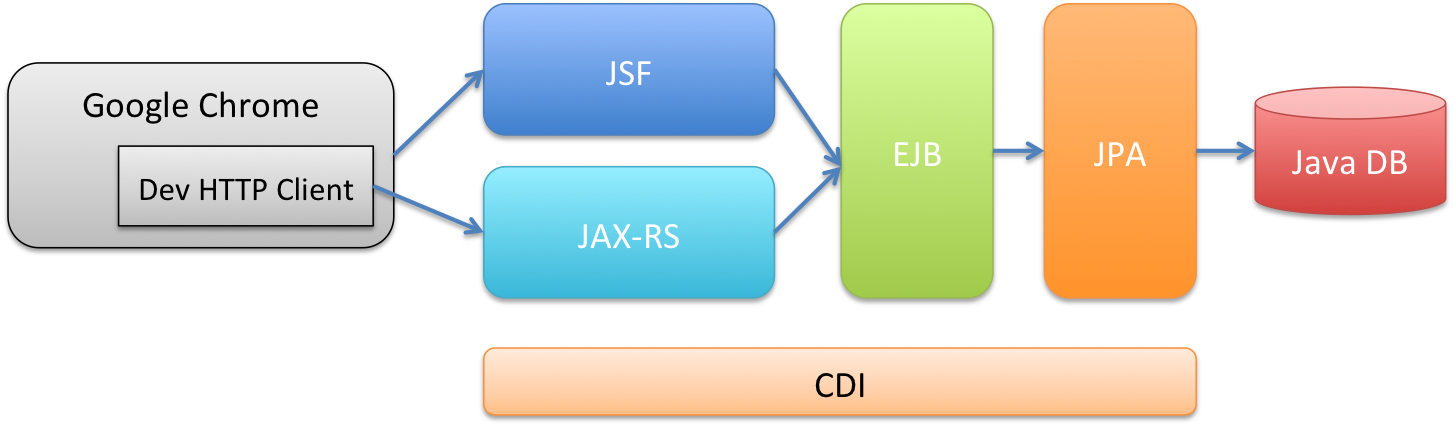 Google Chrome
Dev HTTP Client
JSF
JAX-RS
EJB
JPA
Java DB
CDI